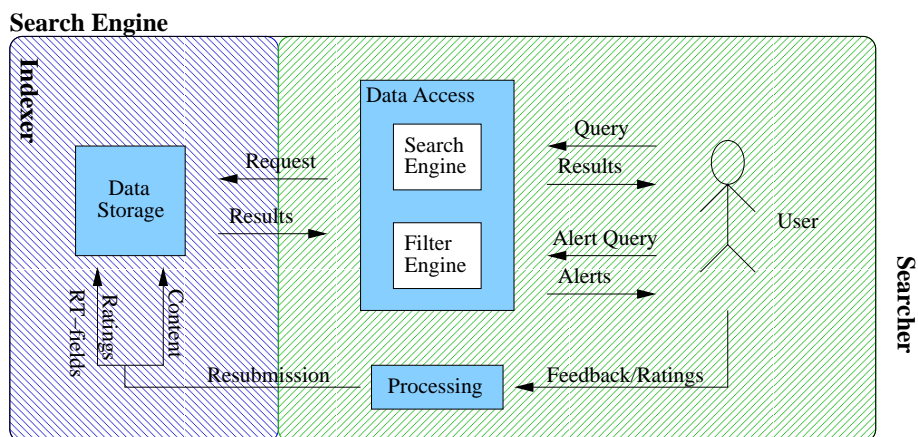 Search Engine
Indexer
Data Access
Search
Engine
Filter
Engine
Data
Storage
Request
Results
Query
Results
Alert Query
Alerts
User
Searcher
RT-fields
Ratings
Content
Resubmission
Processing
Feedback/Ratings